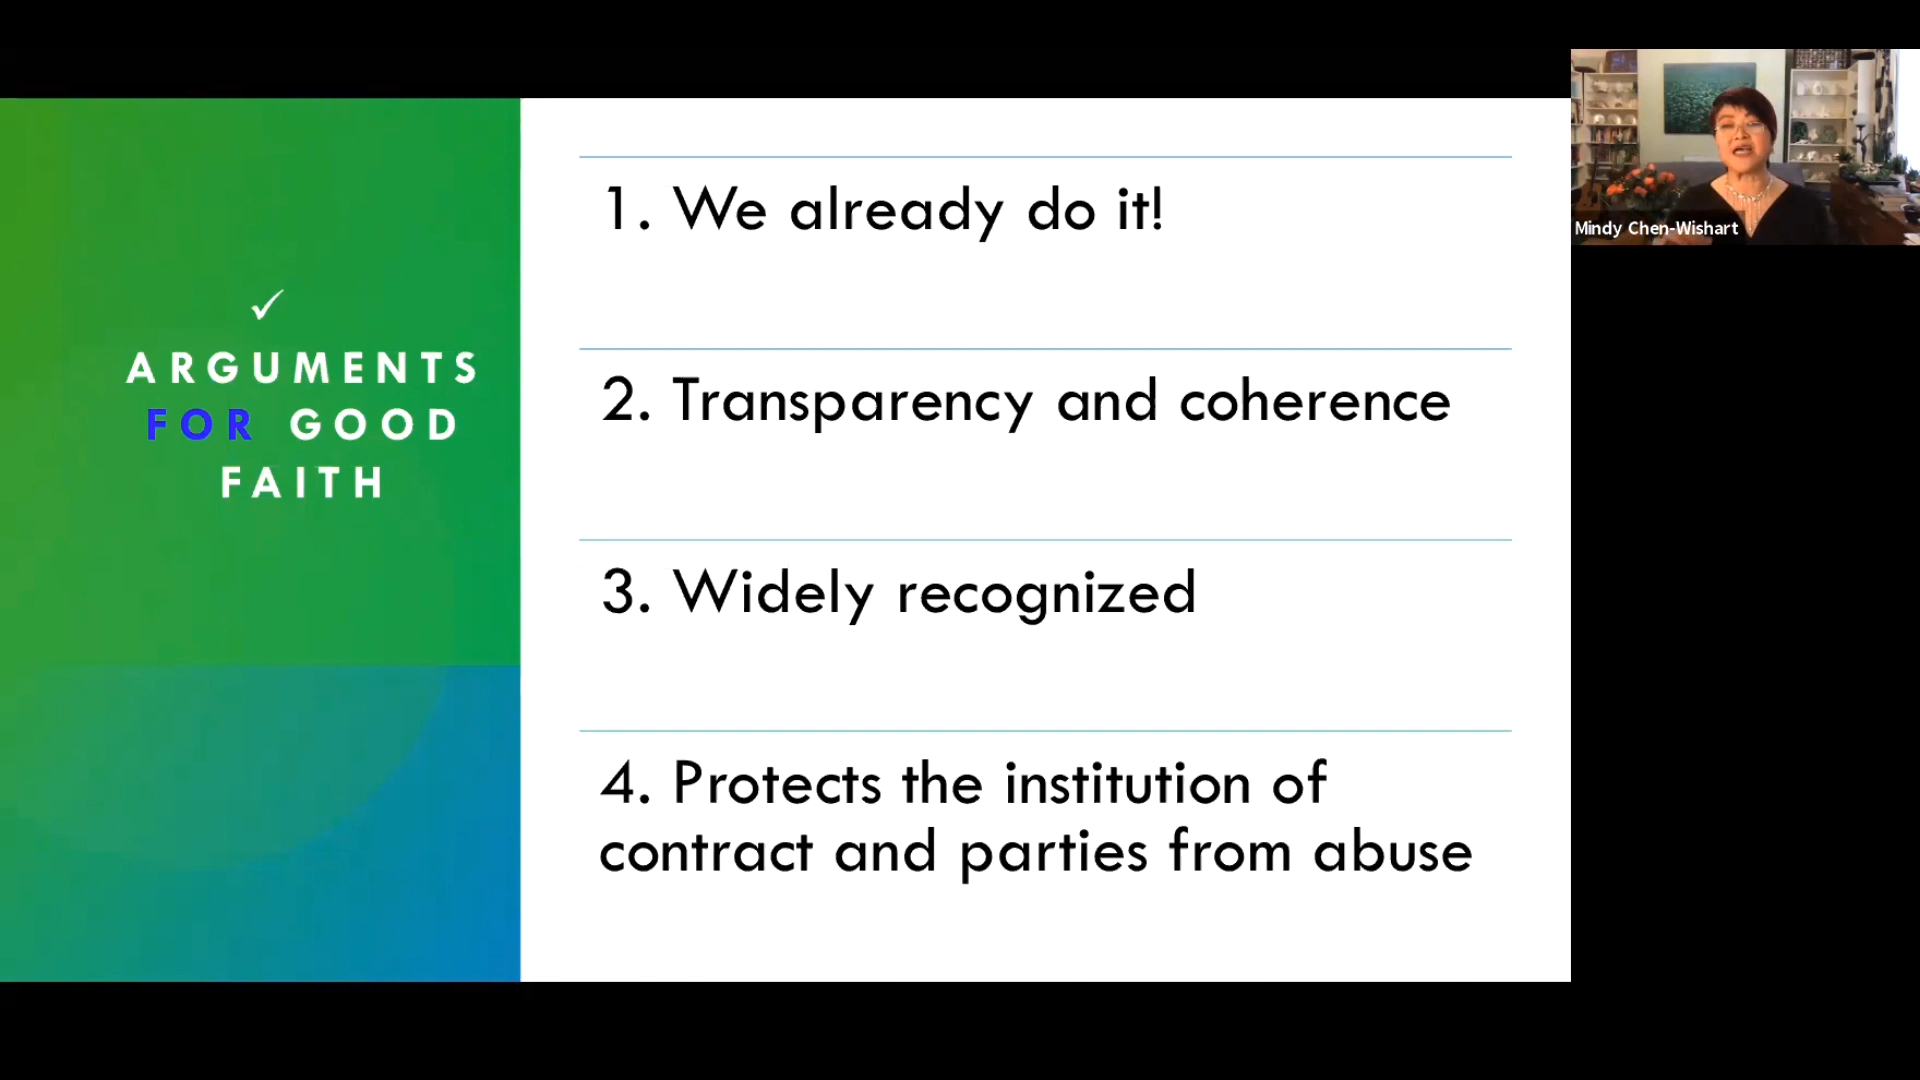 ✓
ARGUMENTS
FOR GOOD
FAITH
1. We already do it!
2. Transparency and coherence
3. Widely recognized
4. Protects the institution of
contract and parties from abuse
Mindy Chen-Wishart